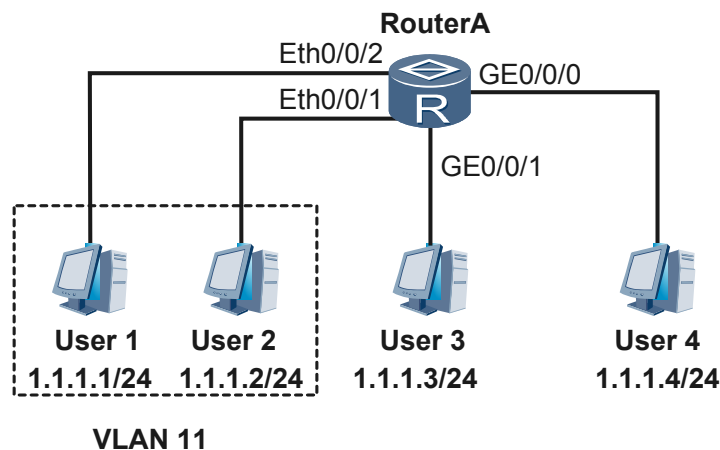 RouterA
Eth0/0/2
GE0/0/0
Eth0/0/1
R
GE0/0/1
User 1
User 2
User 3
User 4
1.1.1.1/24
1.1.1.2/24
1.1.1.3/24
1.1.1.4/24
VLAN 11